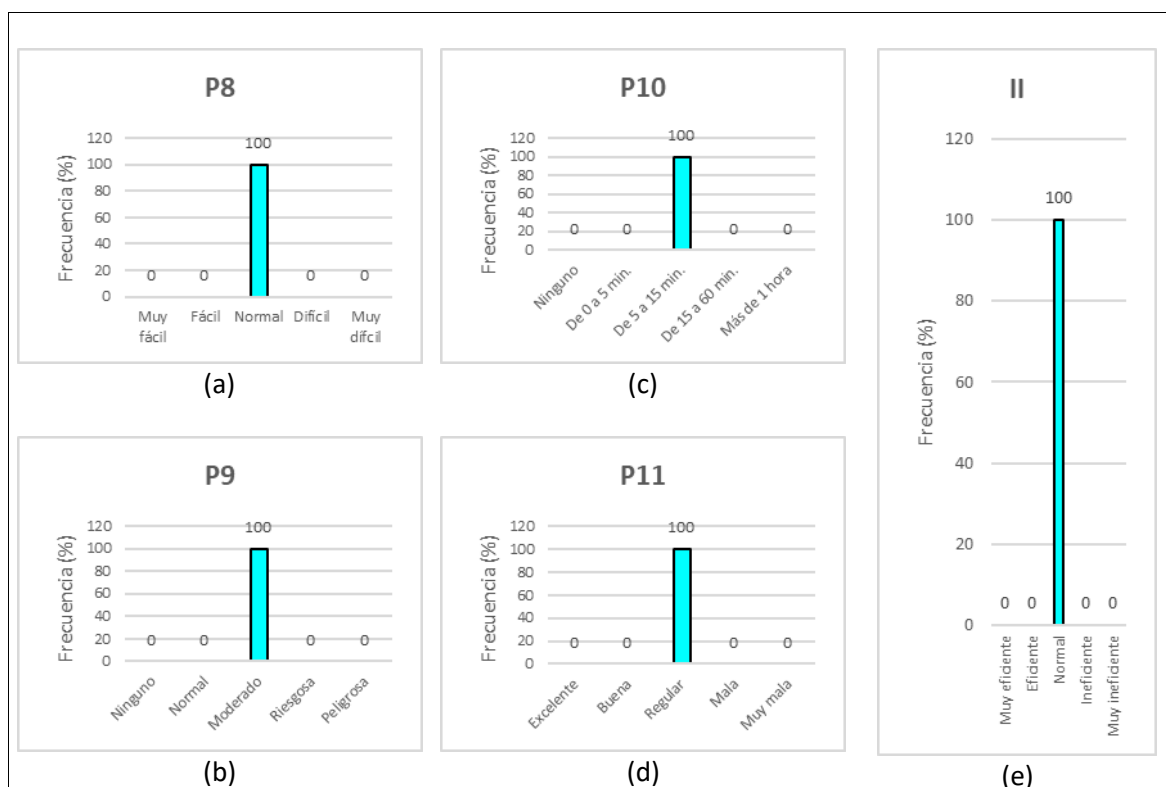 P8
Frecuencia (%)
120
100
80
60
40
20
0
0
0
100
0
0
Muy fácil
Fácil
Normal
Difícil
Muy difcil
(a)
P10
Frecuencia (%)
120
100
80
60
40
20
0
0
0
100
0
0
Ninguno
De 0 a 5 min.
De 5 a 15 min.
De 15 a 60 min.
Más de 1 hora
(c)
P9
Frecuencia (%)
120
100
80
60
40
20
0
0
0
100
0
0
Ninguno
Normal
Moderado
Riesgosa
Peligrosa
(b)
P11
Frecuencia (%)
120
100
80
60
40
20
0
0
0
100
0
0
Excelente
Buena
Regular
Mala
Muy mala
(d)
II
Frecuencia (%)
120
100
80
60
40
20
0
0
0
100
0
0
Muy eficiente
Eficiente
Normal
Ineficiente
Muy ineficiente
(e)